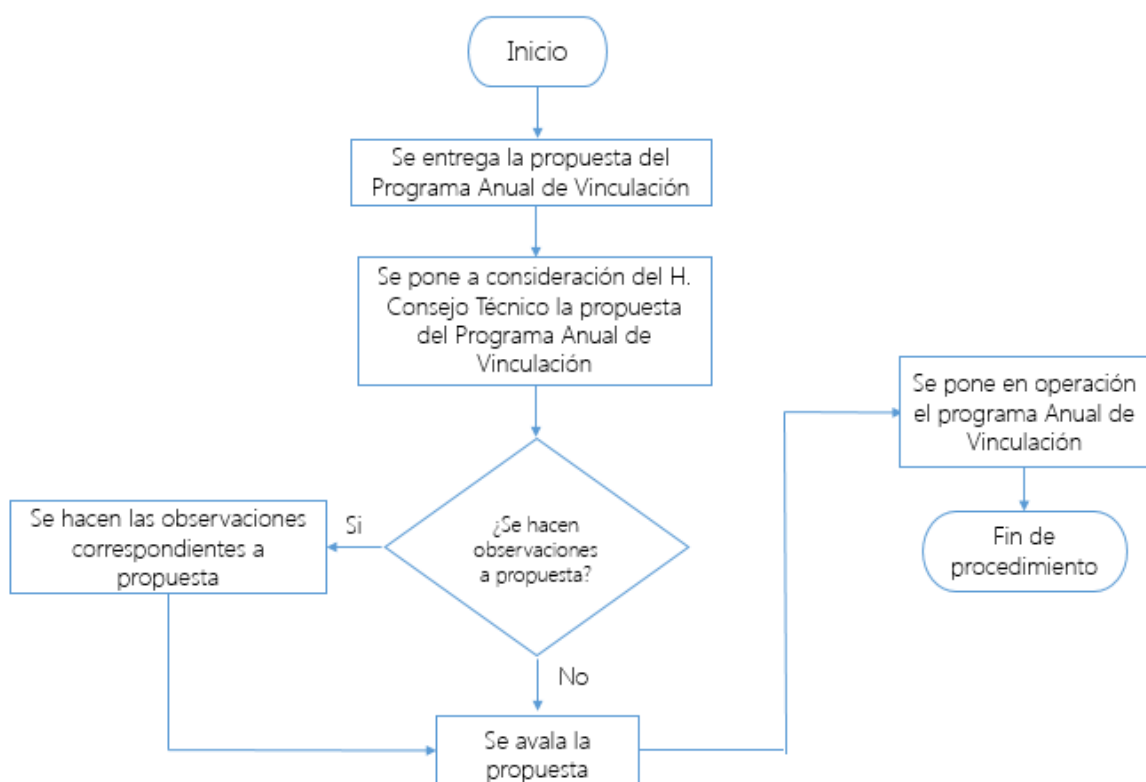 Inicio
Se entrega la propuesta del
Programa Anual de Vinculación
Se pone a consideración del H.
Consejo Técnico la propuesta
del Programa Anual de
Vinculación
¿Se hacen
observaciones
a propuesta?
Si
Se hacen las observaciones
correspondientes a
propuesta
No
Se avala la
propuesta
Se pone en operación
el programa Anual de
Vinculación
Fin de
procedimiento